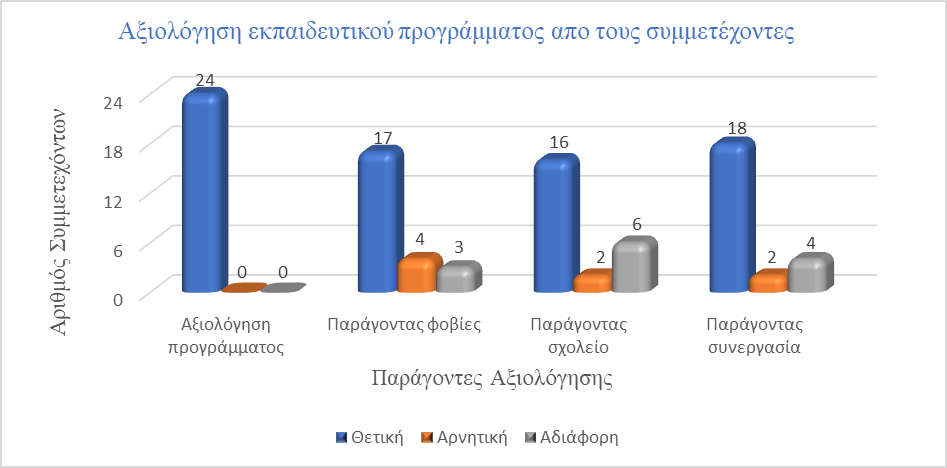 Αξιολόγηση εκπαιδευτικού προγράμματος απο τους συμμετέχοντες
Αριθμός Συμμετεχόντων
24
18
12
6
0
24
0
0
17
4
3
16
2
6
18
2
4
Αξιολόγηση
προγράμματος
Παράγοντας φοβίες
Παράγοντας
σχολείο
Παράγοντας
συνεργασία
Παράγοντες Αξιολόγησης
Θετική Αρνητική Αδιάφορη